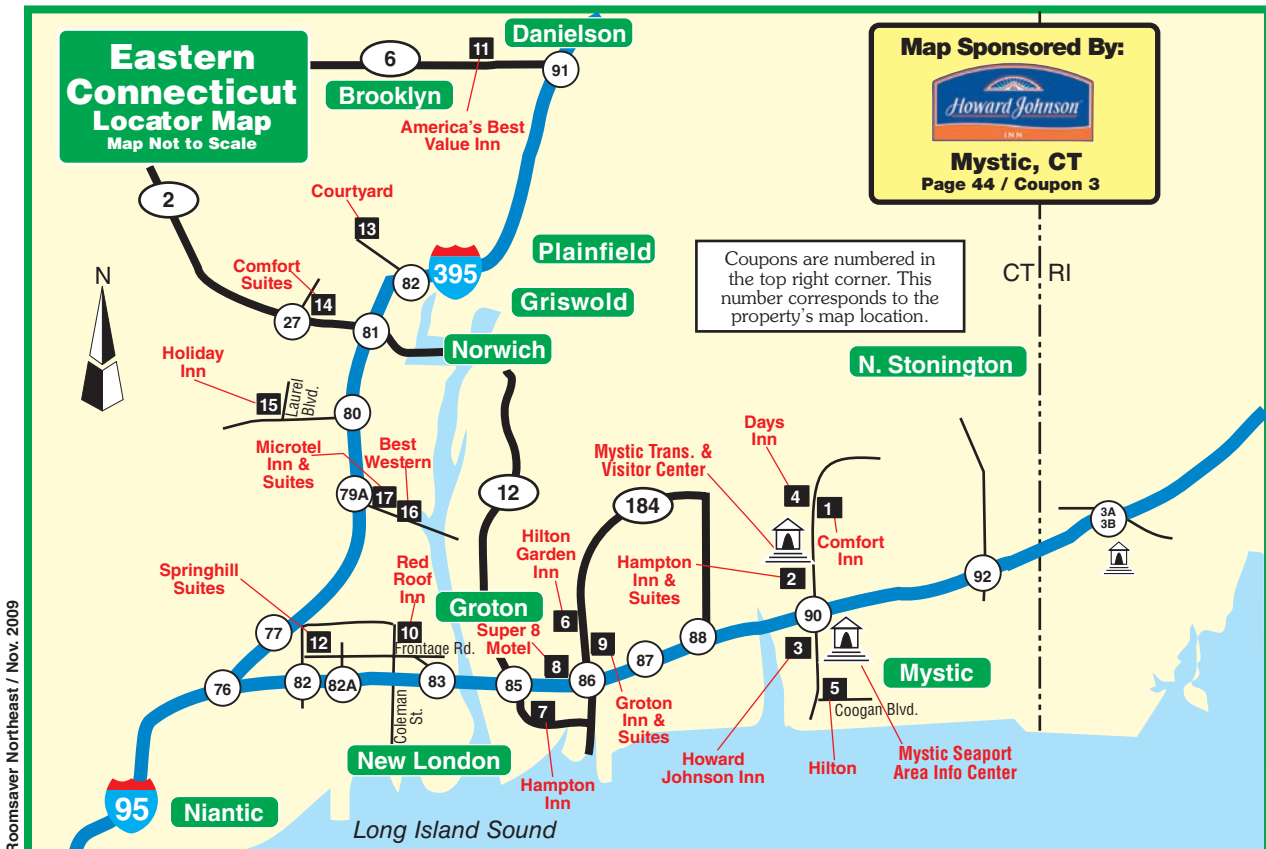 Eastern
Connecticut
Locator Map
Map Not to Scale
6
11
Danielson
91
Brooklyn
America's Best
Value Inn
Map Sponsored By:
Howard Johnson
INN
Mystic, CT
Page 44 / Coupon 3
2
Courtyard
13
82
395
Plainfield
Griswold
Coupons are numbered in
the top right corner. This
number corresponds to the
property's map location.
CT
RI
N
Comfort
Suites
14
27
81
Norwich
N. Stonington
Holiday
Inn
15
Laurel
Blvd.
80
Microtel
Inn &
Suites
Best
Western
79A
17
16
12
184
Mystic Trans. &
Visitor Center
Days
Inn
4
1
Comfort
Inn
3A
3B
Hilton
Garden
Inn
6
Hampton
Inn &
Suites
2
92
90
Springhill
Suites
Red
Roof
Inn
Groton
Super 8
Motel
77
12
10
Frontage Rd.
8
9
87
88
3
Mystic
76
82
82A
83
85
86
Coleman
St.
7
Groton
Inn &
Suites
5
Coogan Blvd.
New London
Hampton
Inn
Howard
Johnson Inn
Hilton
Mystic Seaport
Area Info Center
95
Niantic
Long Island Sound
Roomsaver Northeast / Nov. 2009